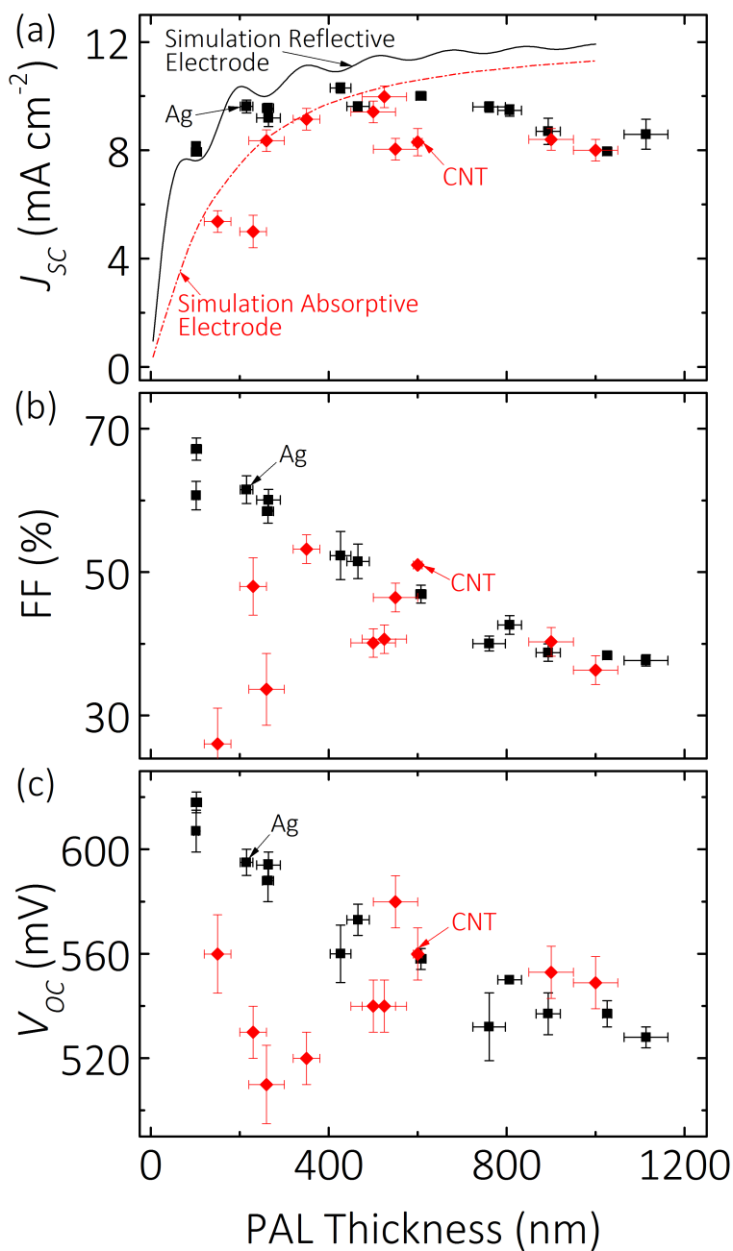 (a)
12
8
4
0
J_SC (mA cm⁻²)
Simulation Reflective
Electrode
Ag
CNT
Simulation Absorptive
Electrode
(b)
70
50
30
FF (%)
Ag
CNT
(c)
600
560
520
V_OC (mV)
Ag
CNT
0 400 800 1200
PAL Thickness (nm)